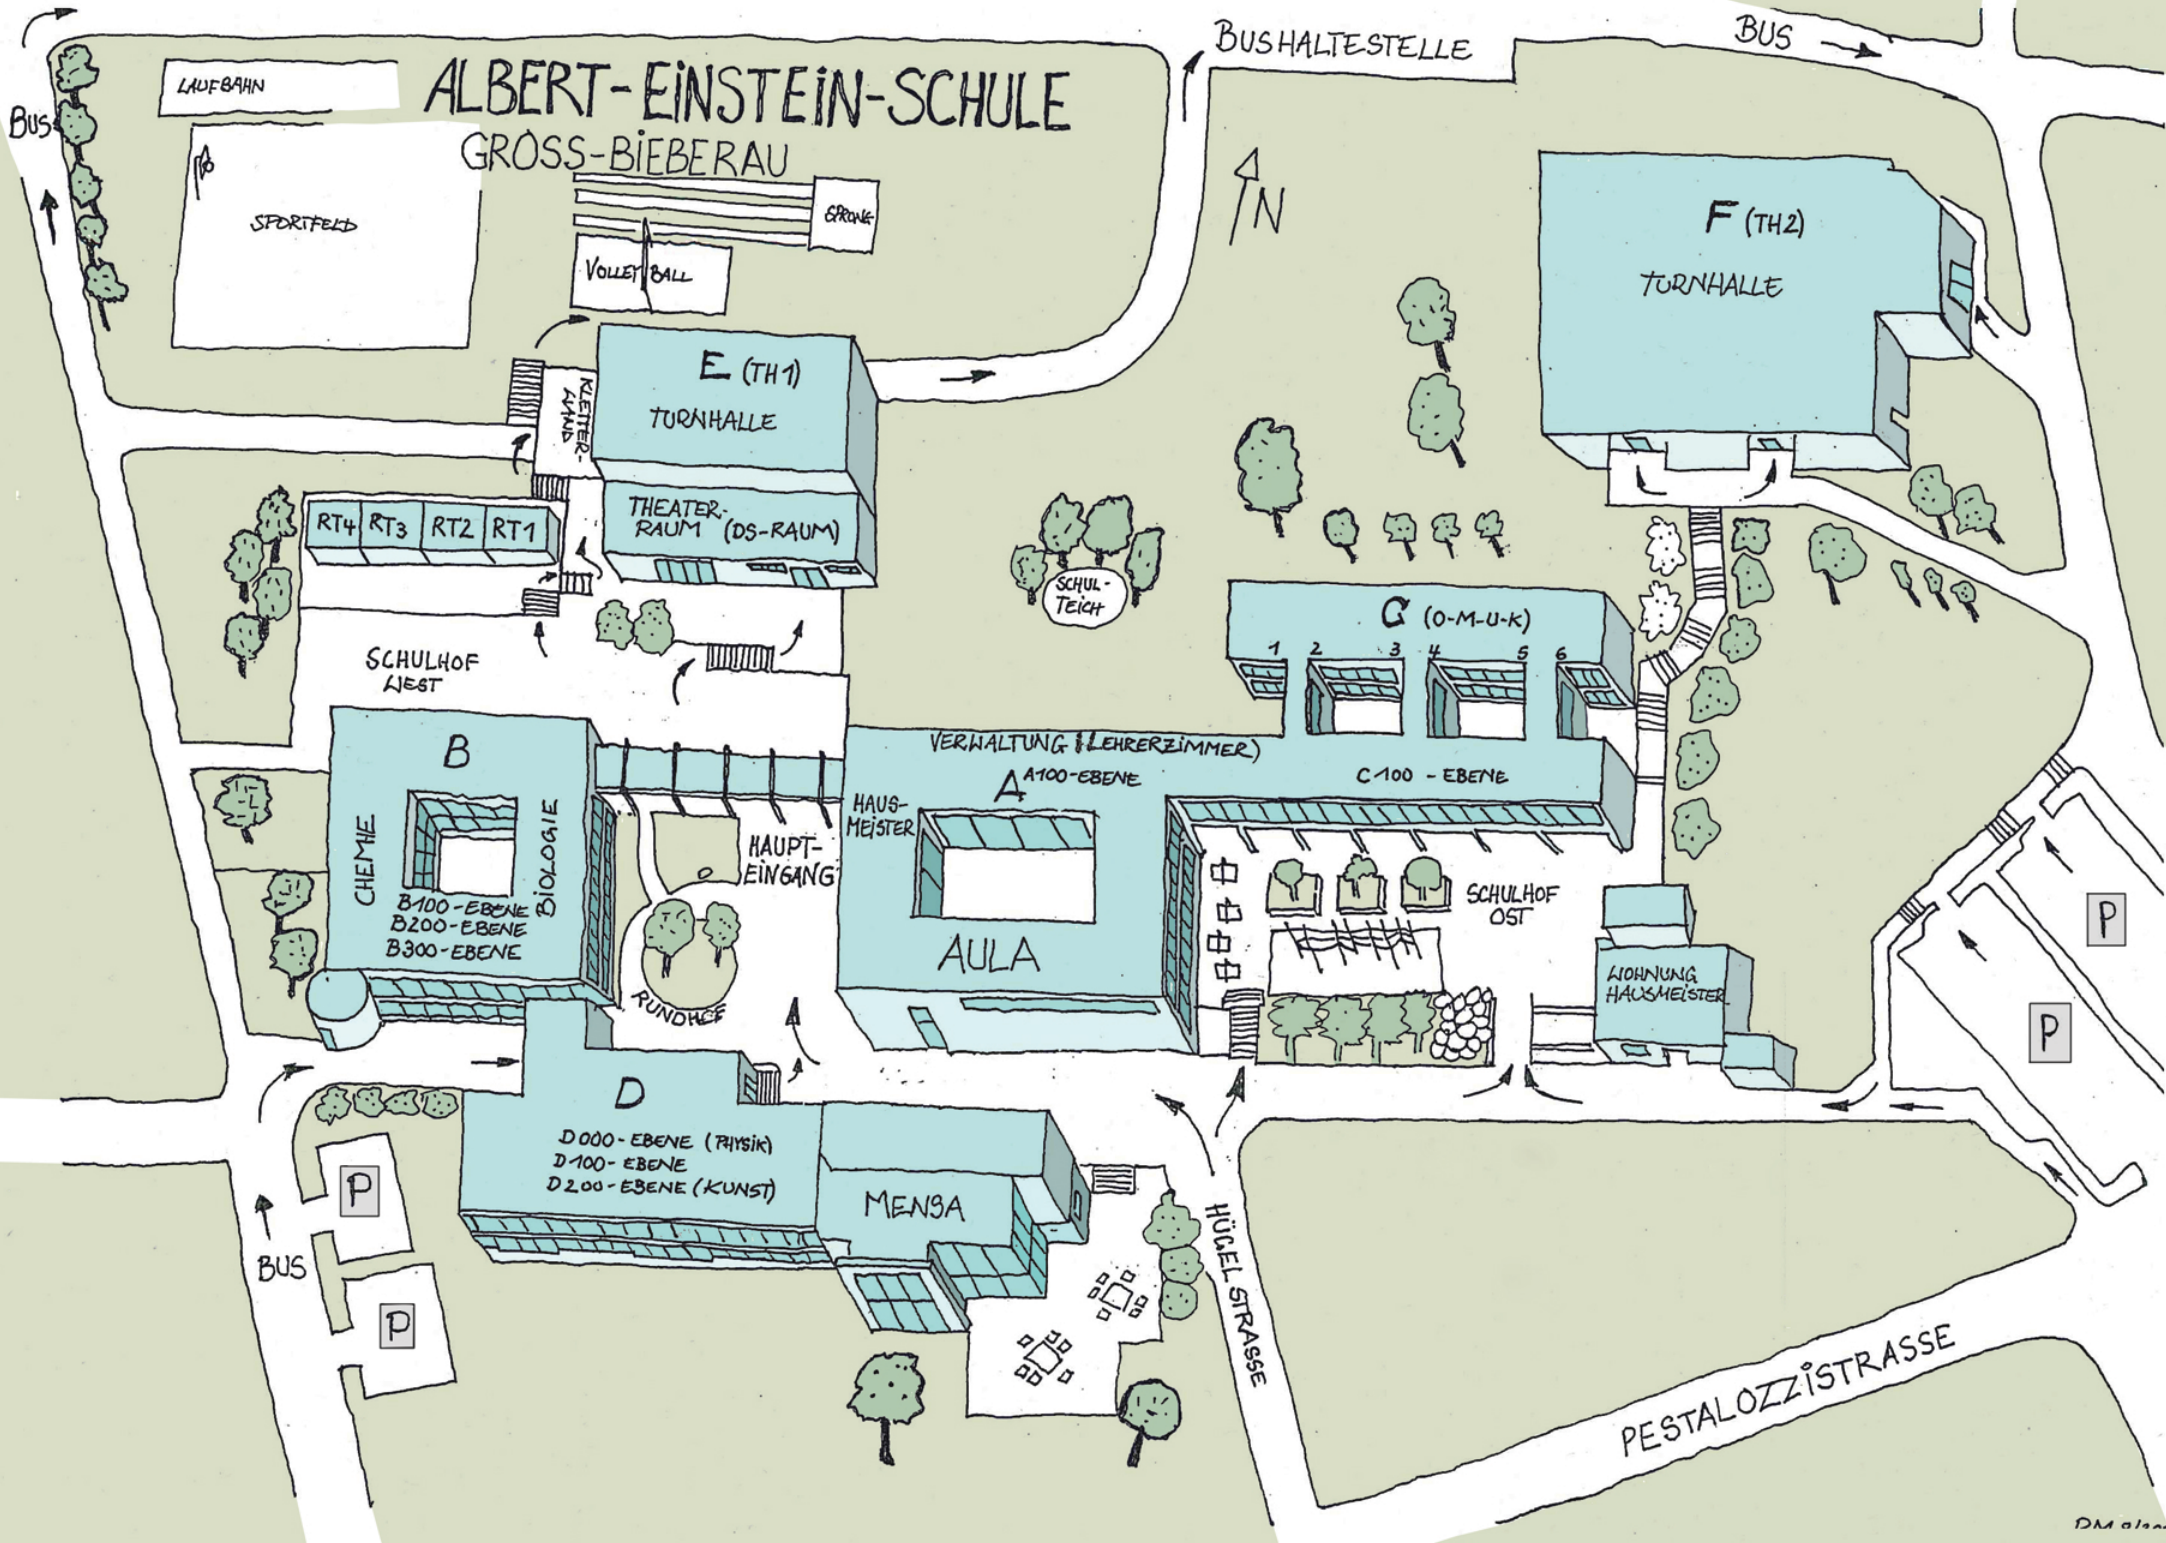 BUSHALTESTELLE
BUS
LAUFBAHN
ALBERT-EINSTEIN-SCHULE
BUS
GROSS-BIEBERAU
SPORTFELD
SPRUNG
N
F (TH2)
TURNHALLE
VOLLEYBALL
E (TH1)
TURNHALLE
KLETTER-
WAND
RT4 RT3 RT2 RT1
THEATER-
RAUM (DS-RAUM)
SCHUL-
TEICH
C (O-M-U-K)
1 2 3 4 5 6
SCHULHOF
WEST
B
CHEMIE
BIOLOGIE
B100-EBENE
B200-EBENE
B300-EBENE
VERWALTUNG (LEHRERZIMMER)
A A100-EBENE
C100 - EBENE
HAUS-
MEISTER
HAUPT-
EINGANG
AULA
RUNDHOF
SCHULHOF
OST
WOHNUNG
HAUSMEISTER
P
P
D
D000-EBENE (PHYSIK)
D100-EBENE
D200-EBENE (KUNST)
MENSA
P
BUS
P
HÜGELSTRASSE
PESTALOZZISTRASSE